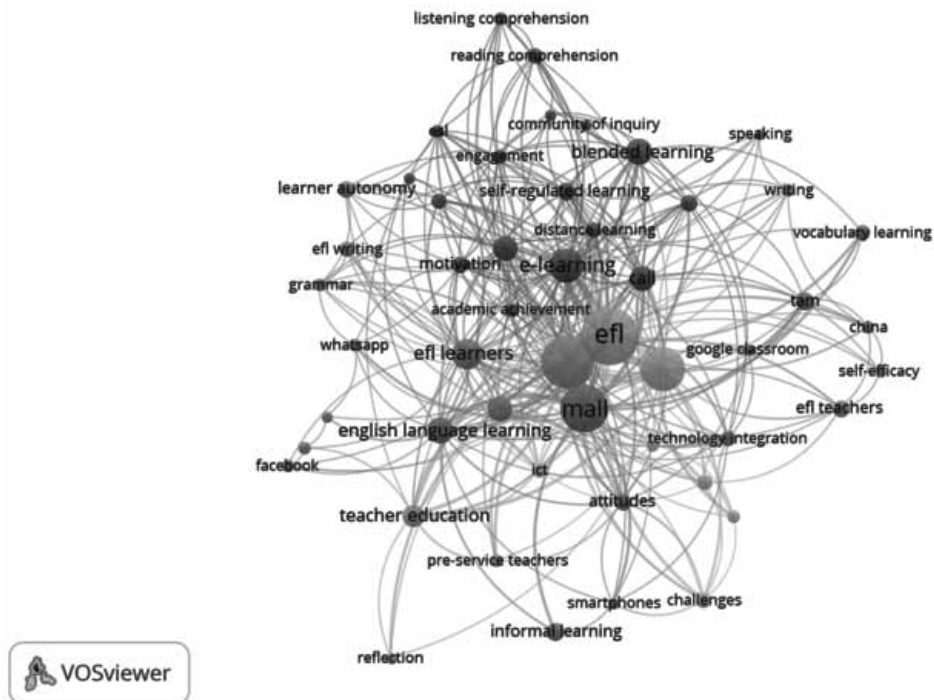 listening comprehension
reading comprehension
community of inquiry
speaking
esl
engagement
blended learning
learner autonomy
self-regulated learning
writing
distance learning
vocabulary learning
efl writing
motivation
e-learning
call
grammar
academic achievement
tam
efl
china
whatsapp
efl learners
google classroom
self-efficacy
mall
efl teachers
english language learning
technology integration
facebook
ict
attitudes
teacher education
pre-service teachers
smartphones
challenges
informal learning
reflection
VOSviewer